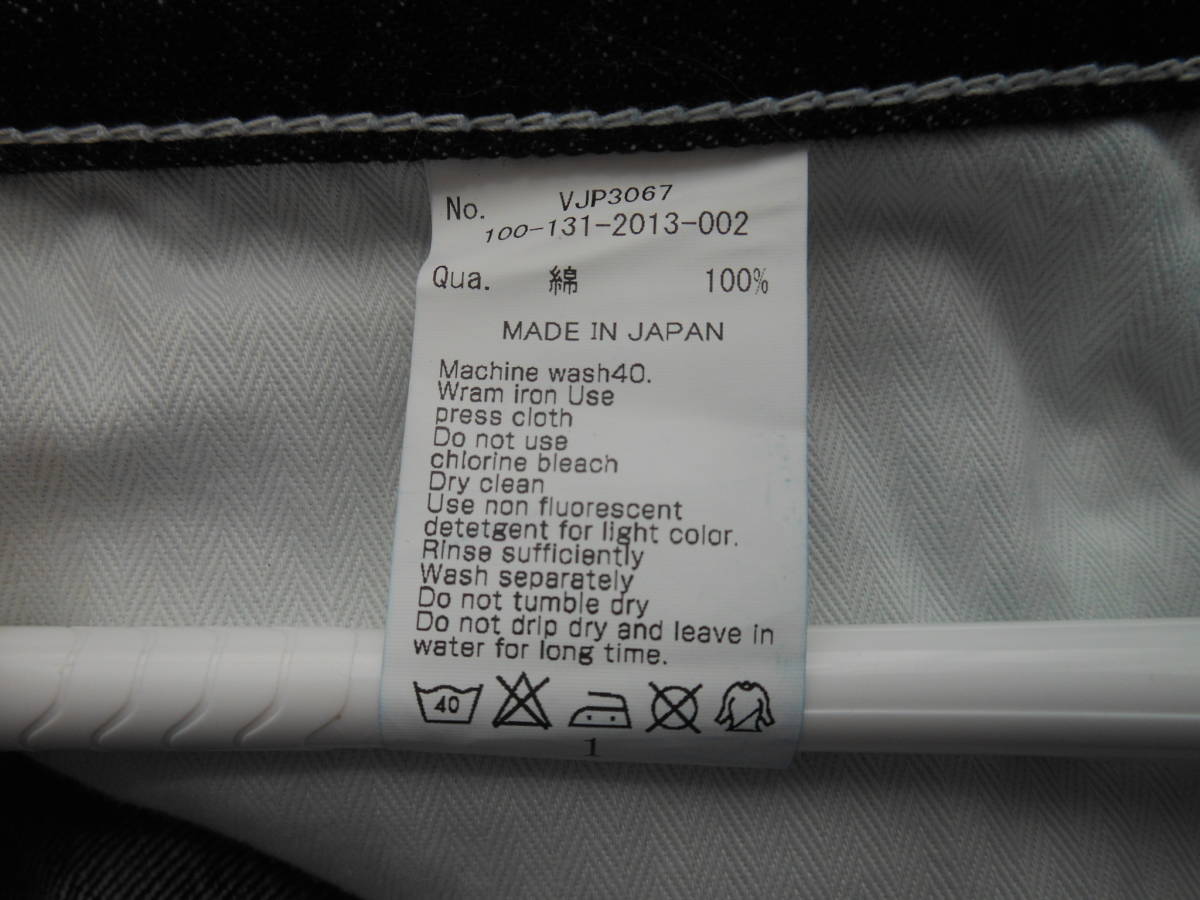 No. VJP3067
100-131-2013-002
Qua. 綿 100%
MADE IN JAPAN
Machine wash40.
Wram iron Use
press cloth
Do not use
chlorine bleach
Dry clean
Use non fluorescent
detetgent for light color.
Rinse sufficiently
Wash separately
Do not tumble dry
Do not drip dry and leave in
water for long time.
40
1